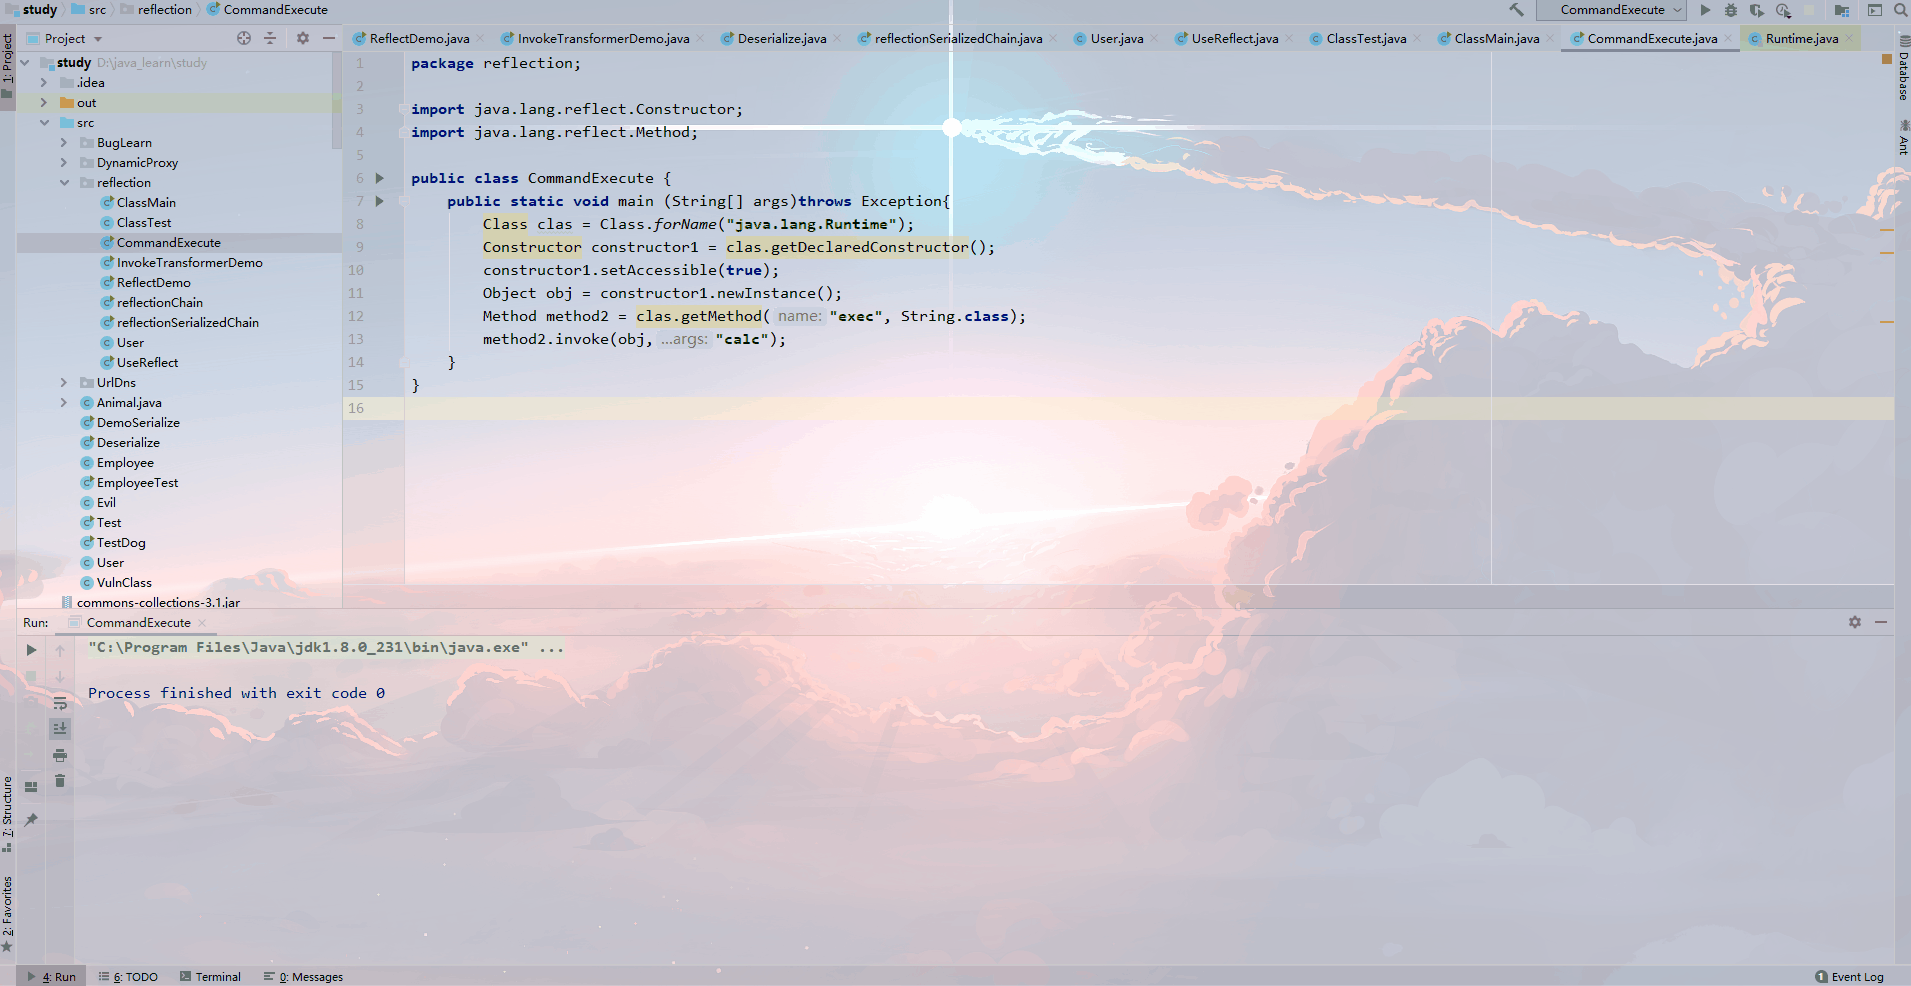 study src reflection CommandExecute
CommandExecute
1: Project
Project
ReflectDemo.java InvokeTransformerDemo.java Deserialize.java reflectionSerializedChain.java User.java UseReflect.java ClassTest.java ClassMain.java CommandExecute.java Runtime.java
study D:\java_learn\study
.idea
out
src
BugLearn
DynamicProxy
reflection
ClassMain
ClassTest
CommandExecute
InvokeTransformerDemo
ReflectDemo
reflectionChain
reflectionSerializedChain
User
UseReflect
UrlDns
Animal.java
DemoSerialize
Deserialize
Employee
EmployeeTest
Evil
Test
TestDog
User
VulnClass
commons-collections-3.1.jar
1 package reflection;
2
3 import java.lang.reflect.Constructor;
4 import java.lang.reflect.Method;
5
6 public class CommandExecute {
7 public static void main (String[] args)throws Exception{
8 Class clas = Class.forName("java.lang.Runtime");
9 Constructor constructor1 = clas.getDeclaredConstructor();
10 constructor1.setAccessible(true);
11 Object obj = constructor1.newInstance();
12 Method method2 = clas.getMethod( name: "exec", String.class);
13 method2.invoke(obj, ...args: "calc");
14 }
15 }
16
Database
Ant
Run: CommandExecute
"C:\Program Files\Java\jdk1.8.0_231\bin\java.exe" ...
Process finished with exit code 0
7: Structure
2: Favorites
4: Run 6: TODO Terminal 0: Messages
1 Event Log